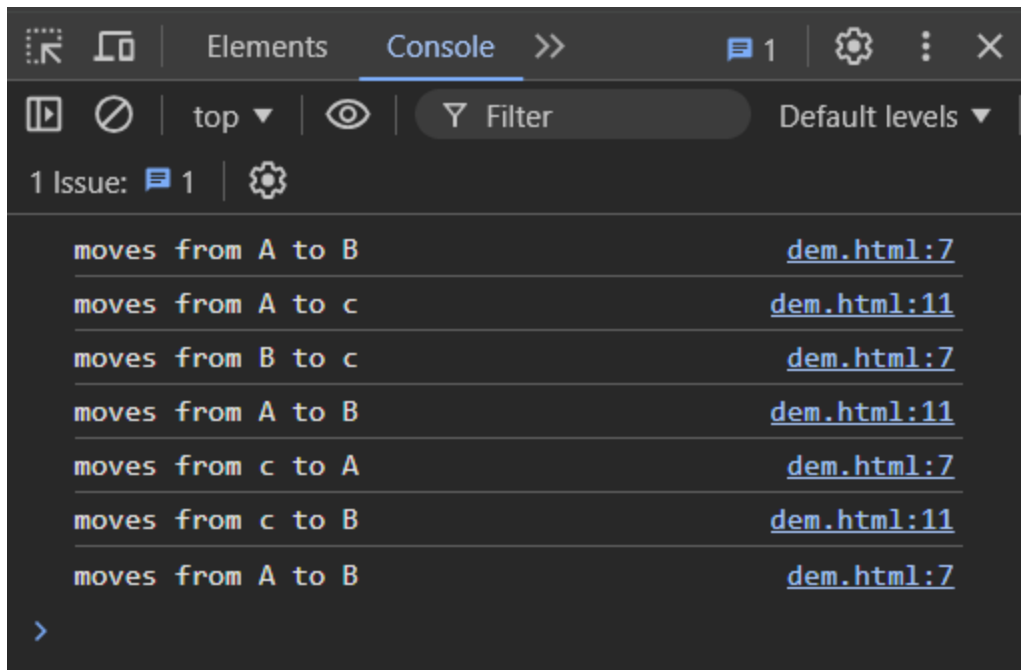 Elements Console 1
top Filter Default levels
1 Issue: 1
moves from A to B dem.html:7
moves from A to c dem.html:11
moves from B to c dem.html:7
moves from A to B dem.html:11
moves from c to A dem.html:7
moves from c to B dem.html:11
moves from A to B dem.html:7